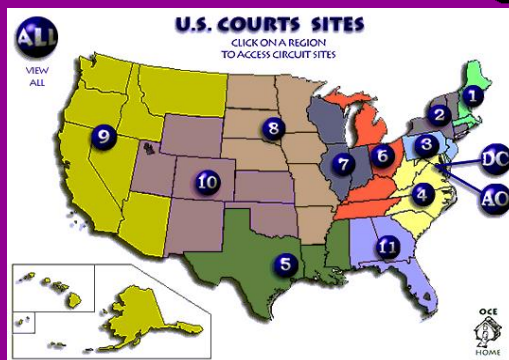 ALL
VIEW
ALL
U.S. COURTS SITES
CLICK ON A REGION
TO ACCESS CIRCUIT SITES
1
2
3
DC
AO
4
6
7
8
9
10
5
11
OCE
HOME